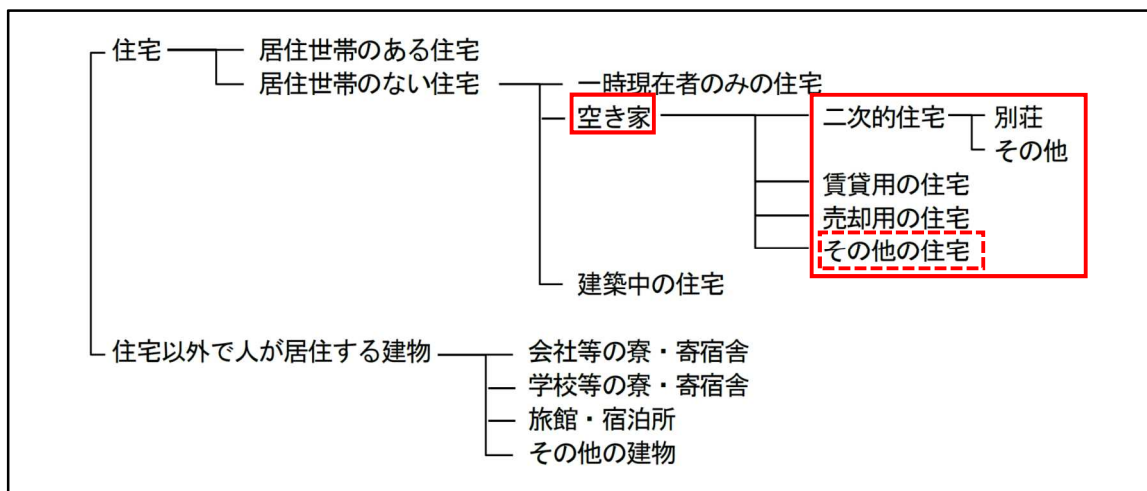 住宅 居住世帯のある住宅
居住世帯のない住宅 一時現在者のみの住宅
空き家 二次的住宅 別荘
その他
賃貸用の住宅
売却用の住宅
その他の住宅
建築中の住宅
住宅以外で人が居住する建物 会社等の寮・寄宿舎
学校等の寮・寄宿舎
旅館・宿泊所
その他の建物